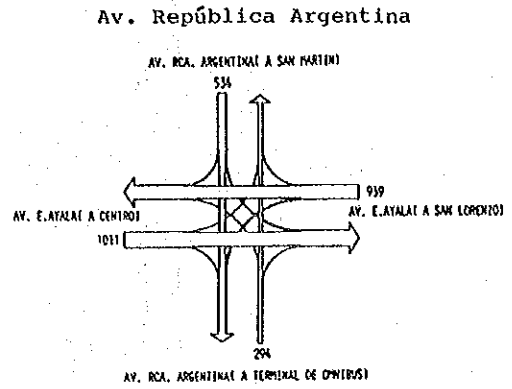 Av. República Argentina
AV. RCA. ARGENTINA( A SAN MARTIN)
534
939
AV. E.AYALA( A CENTRO)
AV. E.AYALA( A SAN LORENZO)
1011
294
AV. RCA. ARGENTINA( A TERMINAL DE OMNIBUS)